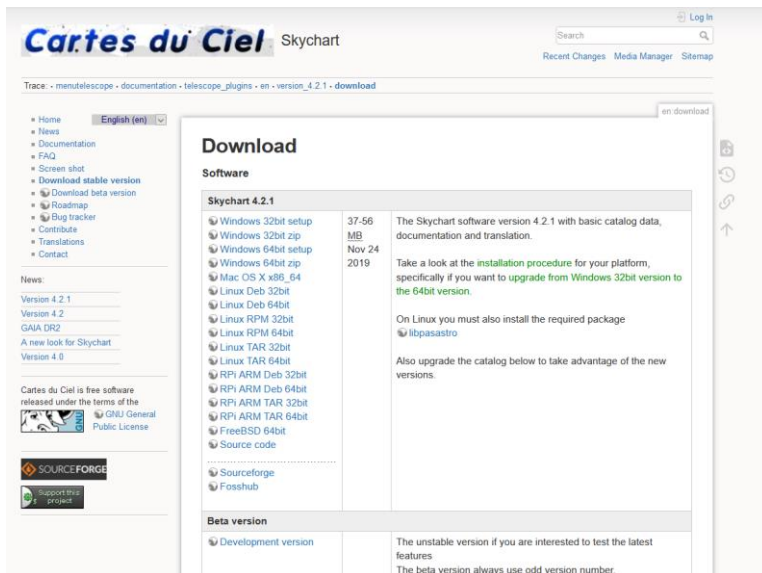 Log In
Cartes du Ciel Skychart
Search
Recent Changes Media Manager Sitemap
Trace: • menutelescope • documentation • telescope_plugins • en • version_4.2.1 • download
en:download
Home
English (en)
News
Documentation
FAQ
Screen shot
Download stable version
Download beta version
Roadmap
Bug tracker
Contribute
Translations
Contact
News:
Version 4.2.1
Version 4.2
GAIA DR2
A new look for Skychart
Version 4.0
Cartes du Ciel is free software
released under the terms of the
GNU General
Public License
GNU
SOURCEFORGE
Support this
project
Download
Software
Skychart 4.2.1
Windows 32bit setup
Windows 32bit zip
Windows 64bit setup
Windows 64bit zip
Mac OS X x86_64
Linux Deb 32bit
Linux Deb 64bit
Linux RPM 32bit
Linux RPM 64bit
Linux TAR 32bit
Linux TAR 64bit
RPi ARM Deb 32bit
RPi ARM Deb 64bit
RPi ARM TAR 32bit
RPi ARM TAR 64bit
FreeBSD 64bit
Source code
Sourceforge
Fosshub
37-56
MB
Nov 24
2019
The Skychart software version 4.2.1 with basic catalog data,
documentation and translation.
Take a look at the installation procedure for your platform,
specifically if you want to upgrade from Windows 32bit version to
the 64bit version.
On Linux you must also install the required package
libpasastro
Also upgrade the catalog below to take advantage of the new
versions.
Beta version
Development version
The unstable version if you are interested to test the latest
features
The beta version always use odd version number.